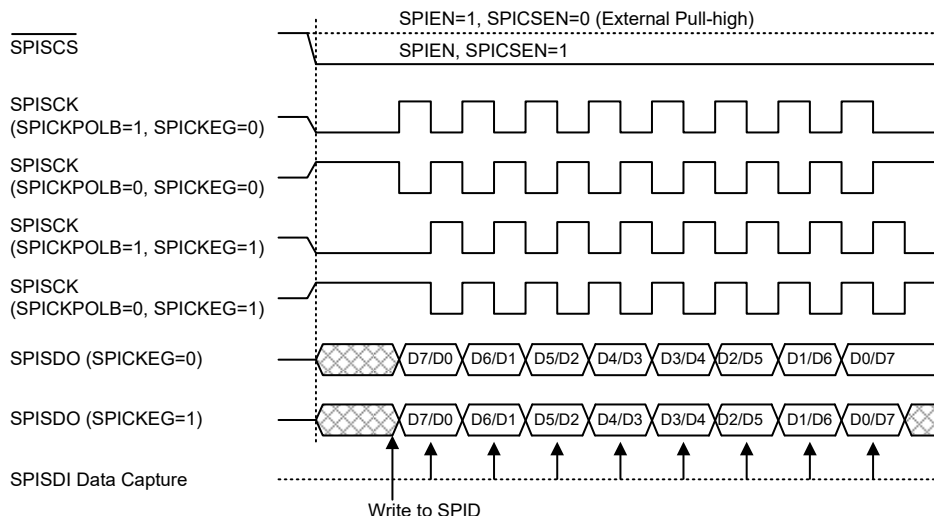 SPIEN=1, SPICSEN=0 (External Pull-high)
SPISCS
SPIEN, SPICSEN=1
SPISCK
(SPICKPOLB=1, SPICKEG=0)
SPISCK
(SPICKPOLB=0, SPICKEG=0)
SPISCK
(SPICKPOLB=1, SPICKEG=1)
SPISCK
(SPICKPOLB=0, SPICKEG=1)
SPISDO (SPICKEG=0) D7/D0 D6/D1 D5/D2 D4/D3 D3/D4 D2/D5 D1/D6 D0/D7
SPISDO (SPICKEG=1) D7/D0 D6/D1 D5/D2 D4/D3 D3/D4 D2/D5 D1/D6 D0/D7
SPISDI Data Capture
Write to SPID